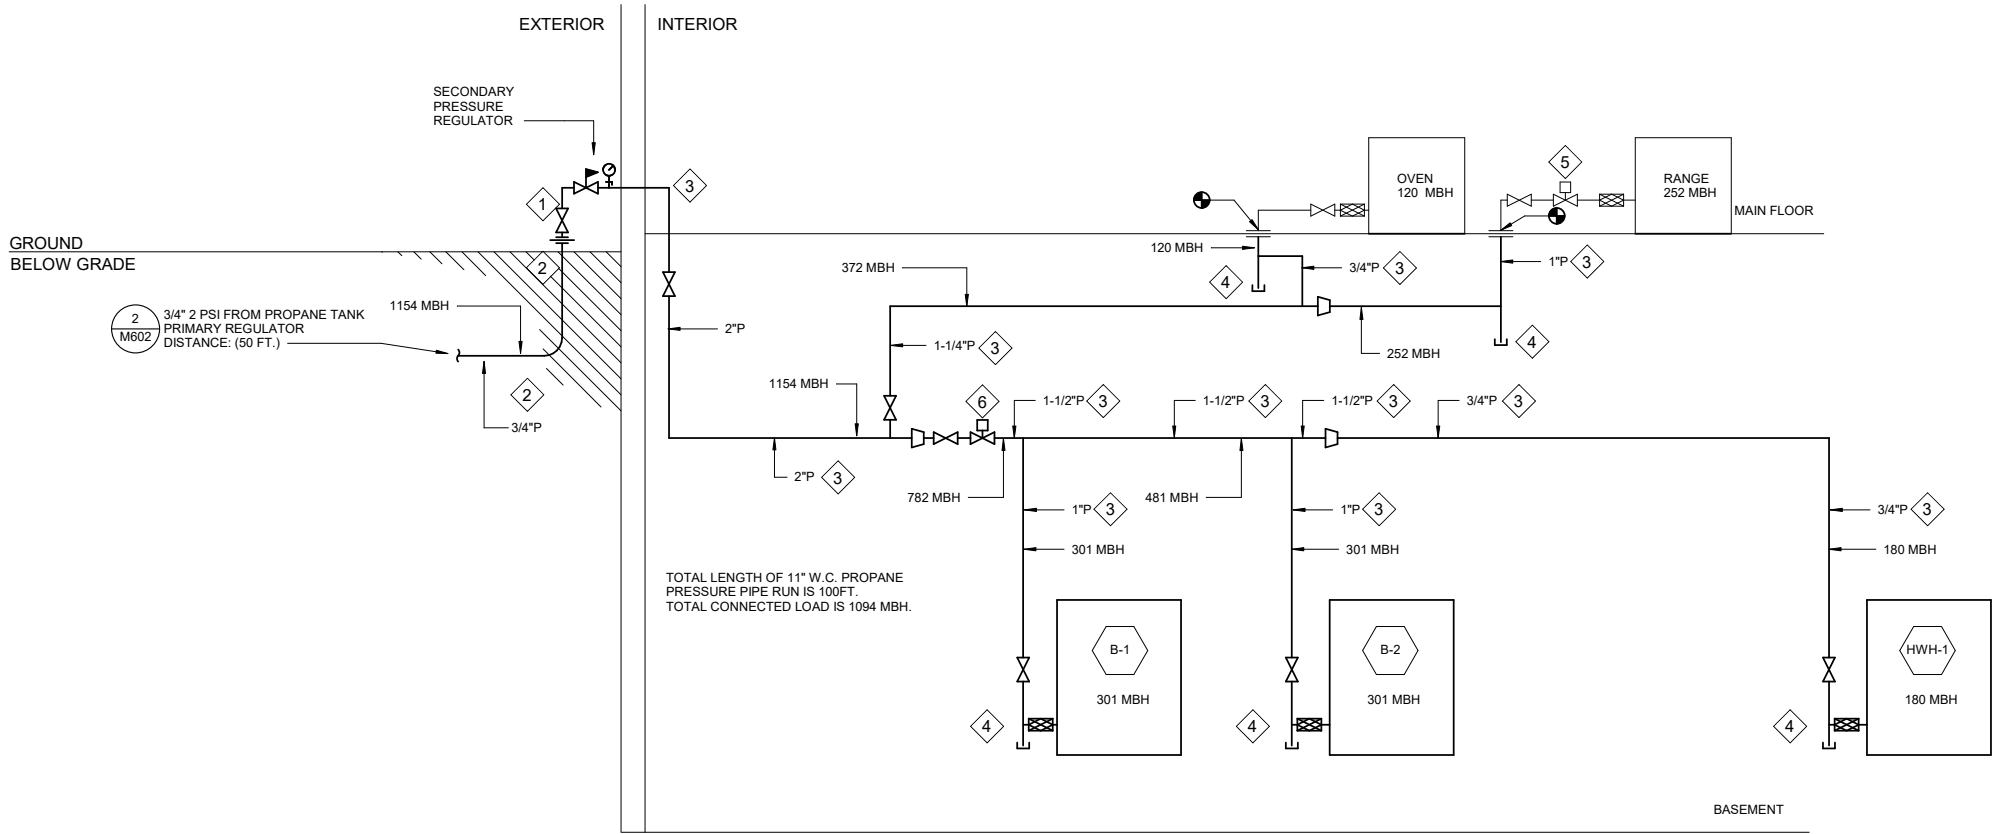 EXTERIOR
INTERIOR
SECONDARY
PRESSURE
REGULATOR
3
1
5
OVEN
120 MBH
RANGE
252 MBH
MAIN FLOOR
GROUND
BELOW GRADE
2
120 MBH
4
3/4"P 3
1"P 3
372 MBH
1154 MBH
2
M602
3/4" 2 PSI FROM PROPANE TANK
PRIMARY REGULATOR
DISTANCE: (50 FT.)
2"P
1-1/4"P 3
252 MBH
4
2
3/4"P
1154 MBH
6
1-1/2"P 3
1-1/2"P 3
1-1/2"P 3
3/4"P 3
2"P 3
782 MBH
481 MBH
1"P 3
301 MBH
1"P 3
301 MBH
3/4"P 3
180 MBH
TOTAL LENGTH OF 11" W.C. PROPANE
PRESSURE PIPE RUN IS 100FT.
TOTAL CONNECTED LOAD IS 1094 MBH.
B-1
301 MBH
B-2
301 MBH
HWH-1
180 MBH
4
4
4
BASEMENT